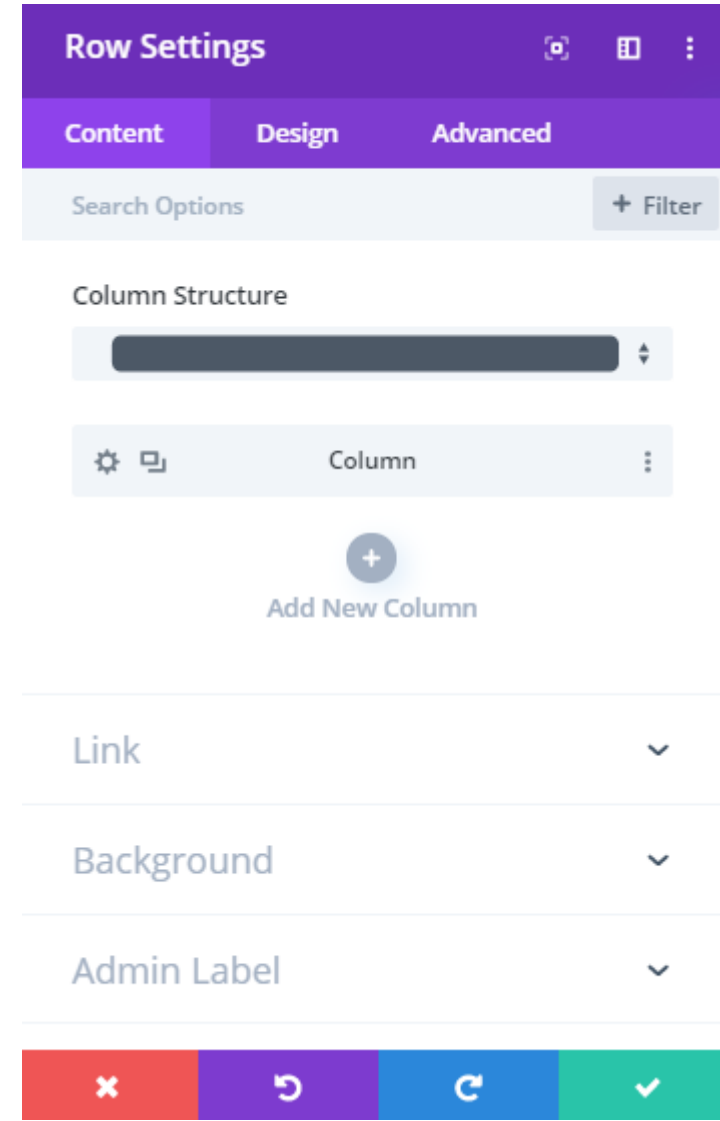 Row Settings
Content Design Advanced
Search Options + Filter
Column Structure
Column
Add New Column
Link
Background
Admin Label